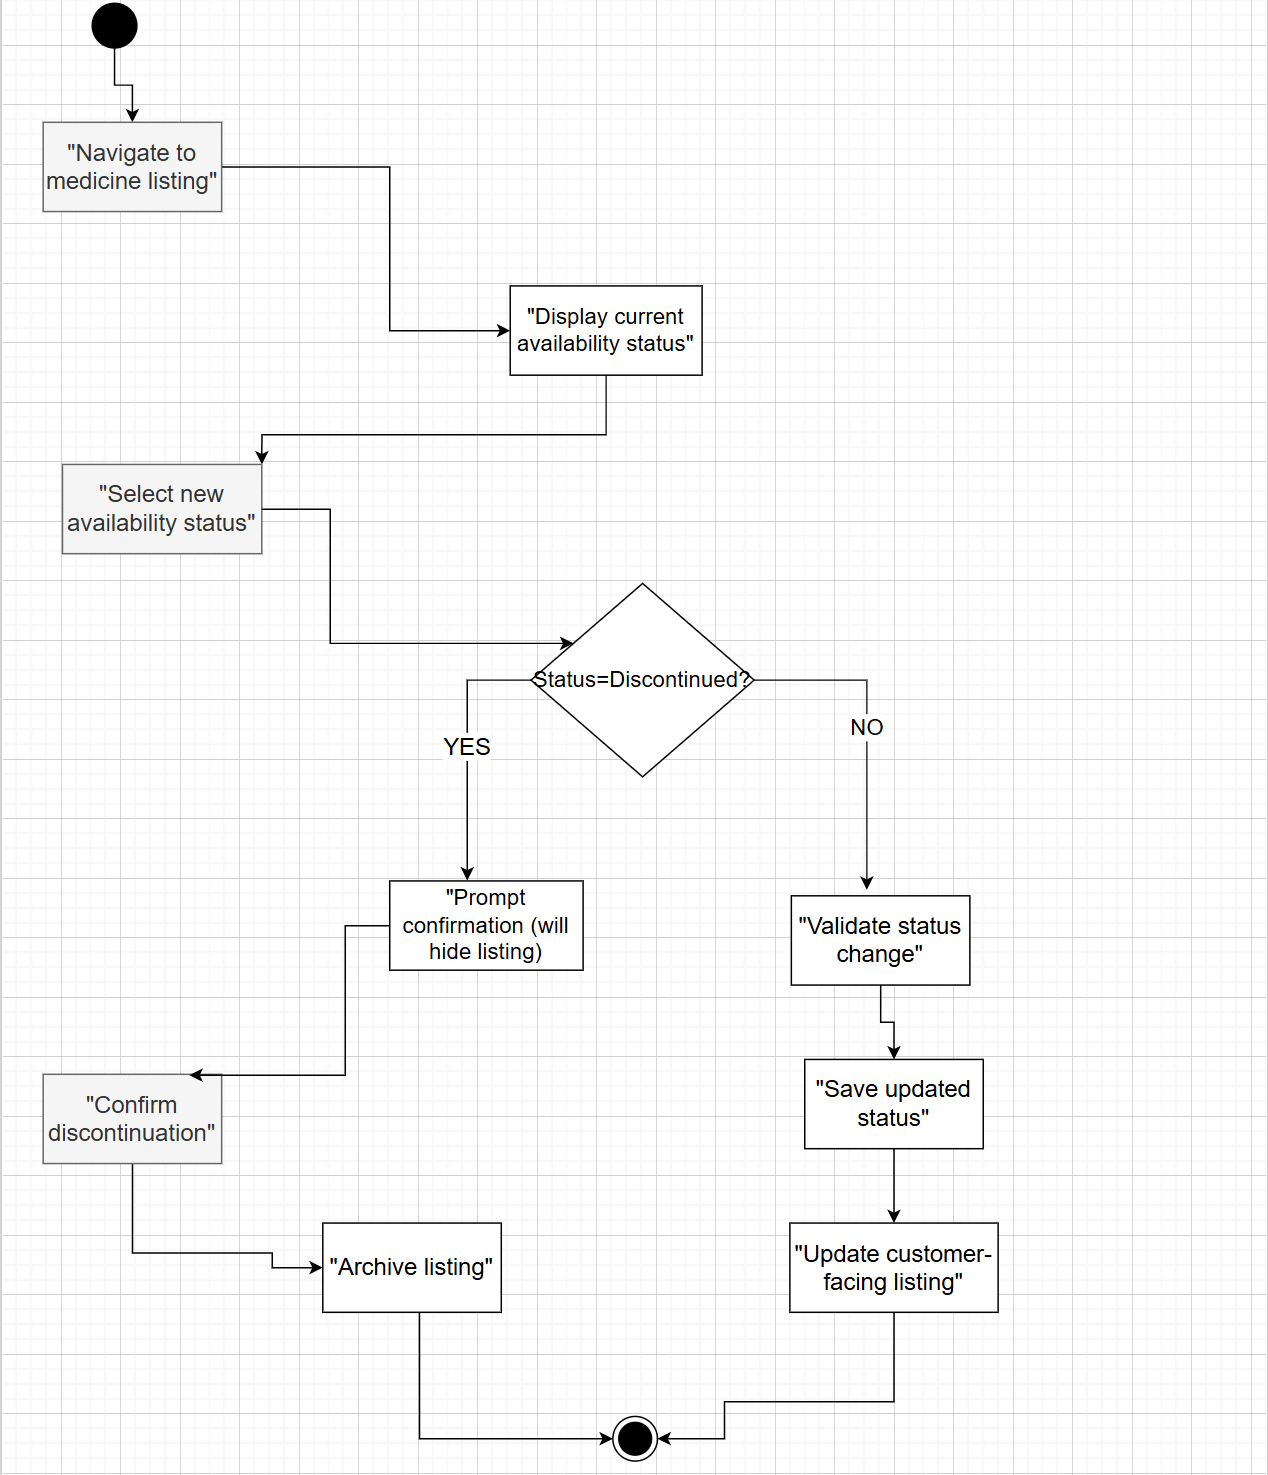 "Navigate to
medicine listing"
"Display current
availability status"
"Select new
availability status"
Status=Discontinued?
YES
NO
"Prompt
confirmation (will
hide listing)
"Validate status
change"
"Save updated
status"
"Confirm
discontinuation"
"Archive listing"
"Update customer-
facing listing"